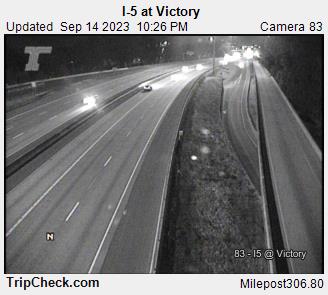 I-5 at Victory
Updated Sep 14 2023 10:26 PM Camera 83
T
N
83 - I5 @ Victory
TripCheck.com Milepost306.80